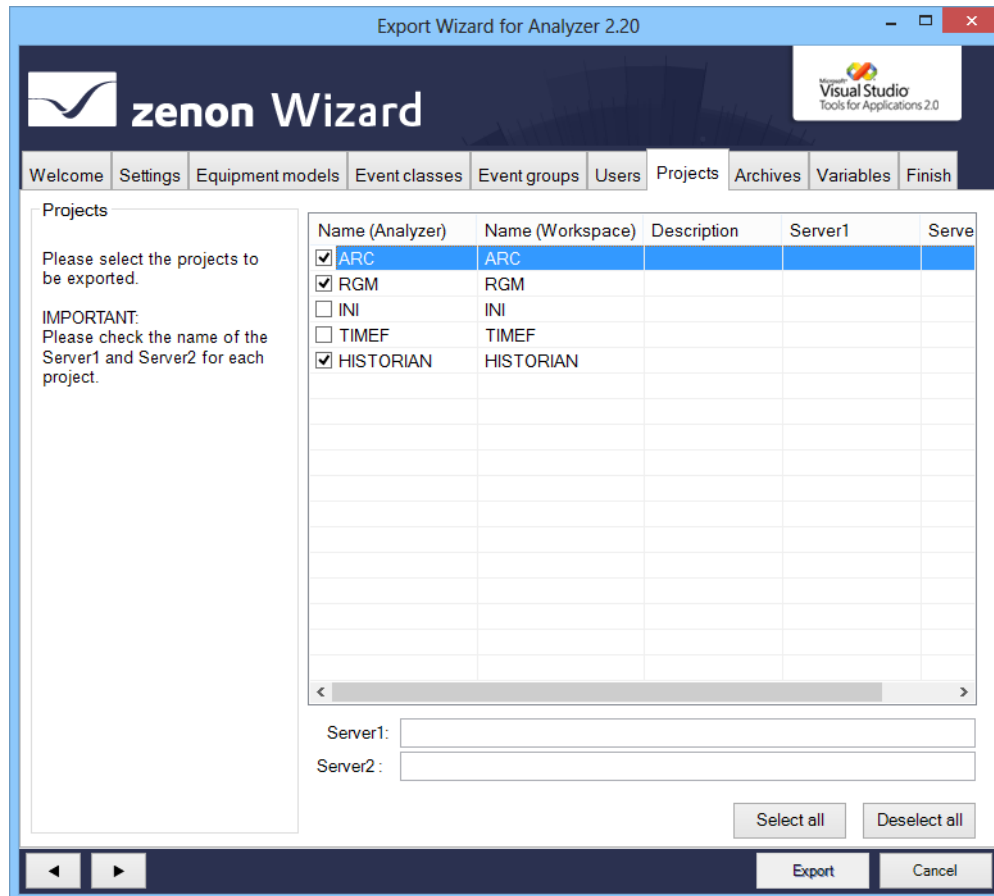 Export Wizard for Analyzer 2.20
zenon Wizard
Microsoft
Visual Studio
Tools for Applications 2.0
Welcome Settings Equipment models Event classes Event groups Users Projects Archives Variables Finish
Projects
Please select the projects to
be exported.
IMPORTANT:
Please check the name of the
Server1 and Server2 for each
project.
Name (Analyzer) Name (Workspace) Description Server1 Serve
ARC ARC
RGM RGM
INI INI
TIMEF TIMEF
HISTORIAN HISTORIAN
Server1:
Server2 :
Select all Deselect all
Export Cancel